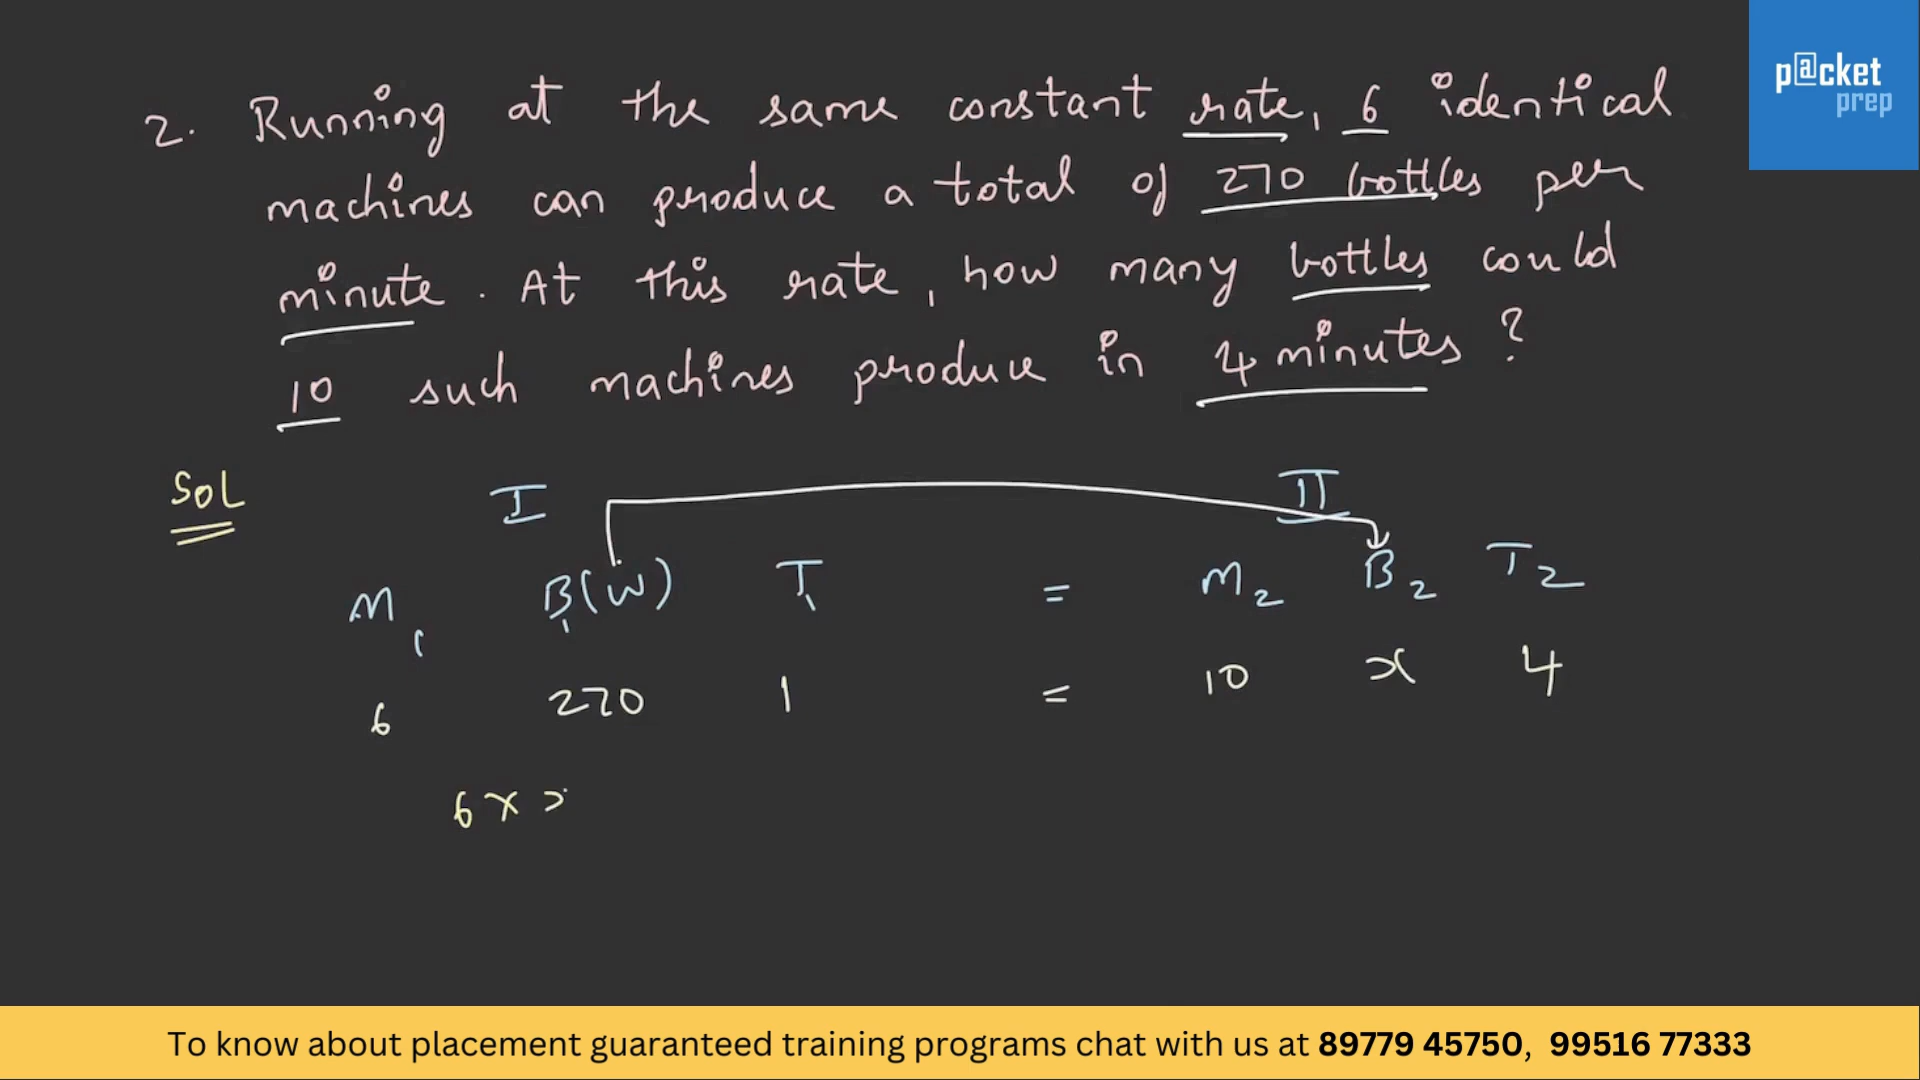 p@cket
prep
2. Running at the same constant rate, 6 identical
machines can produce a total of 270 bottles per
minute. At this rate, how many bottles could
10 such machines produce in 4 minutes?
SOL
I II
M1 B1(W) T1 = M2 B2 T2
6 270 1 = 10 x 4
6 ×
To know about placement guaranteed training programs chat with us at 89779 45750, 99516 77333